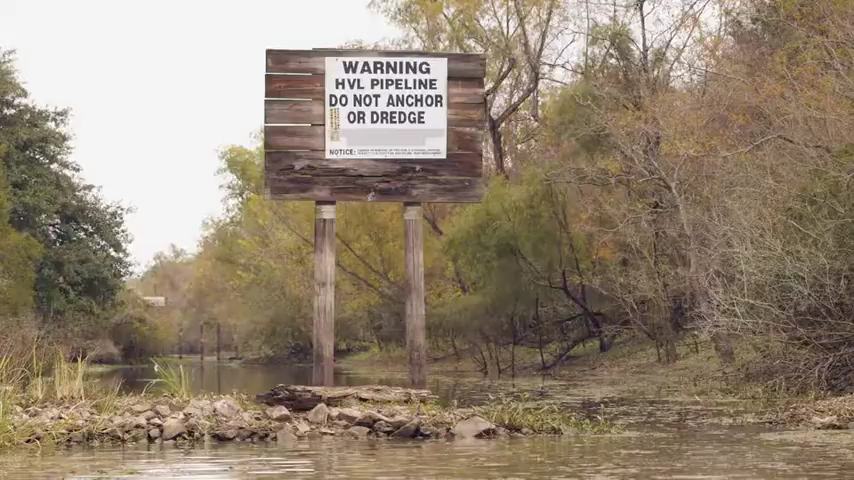 WARNING
HVL PIPELINE
DO NOT ANCHOR
OR DREDGE
NOTICE: